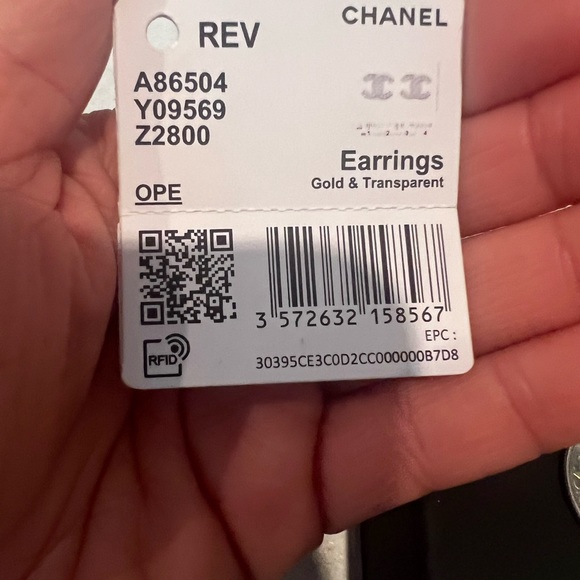 REV
CHANEL
A86504
Y09569
Z2800
Earrings
Gold & Transparent
OPE
3 572632 158567
EPC :
30395CE3C0D2CC000000B7D8
RFID